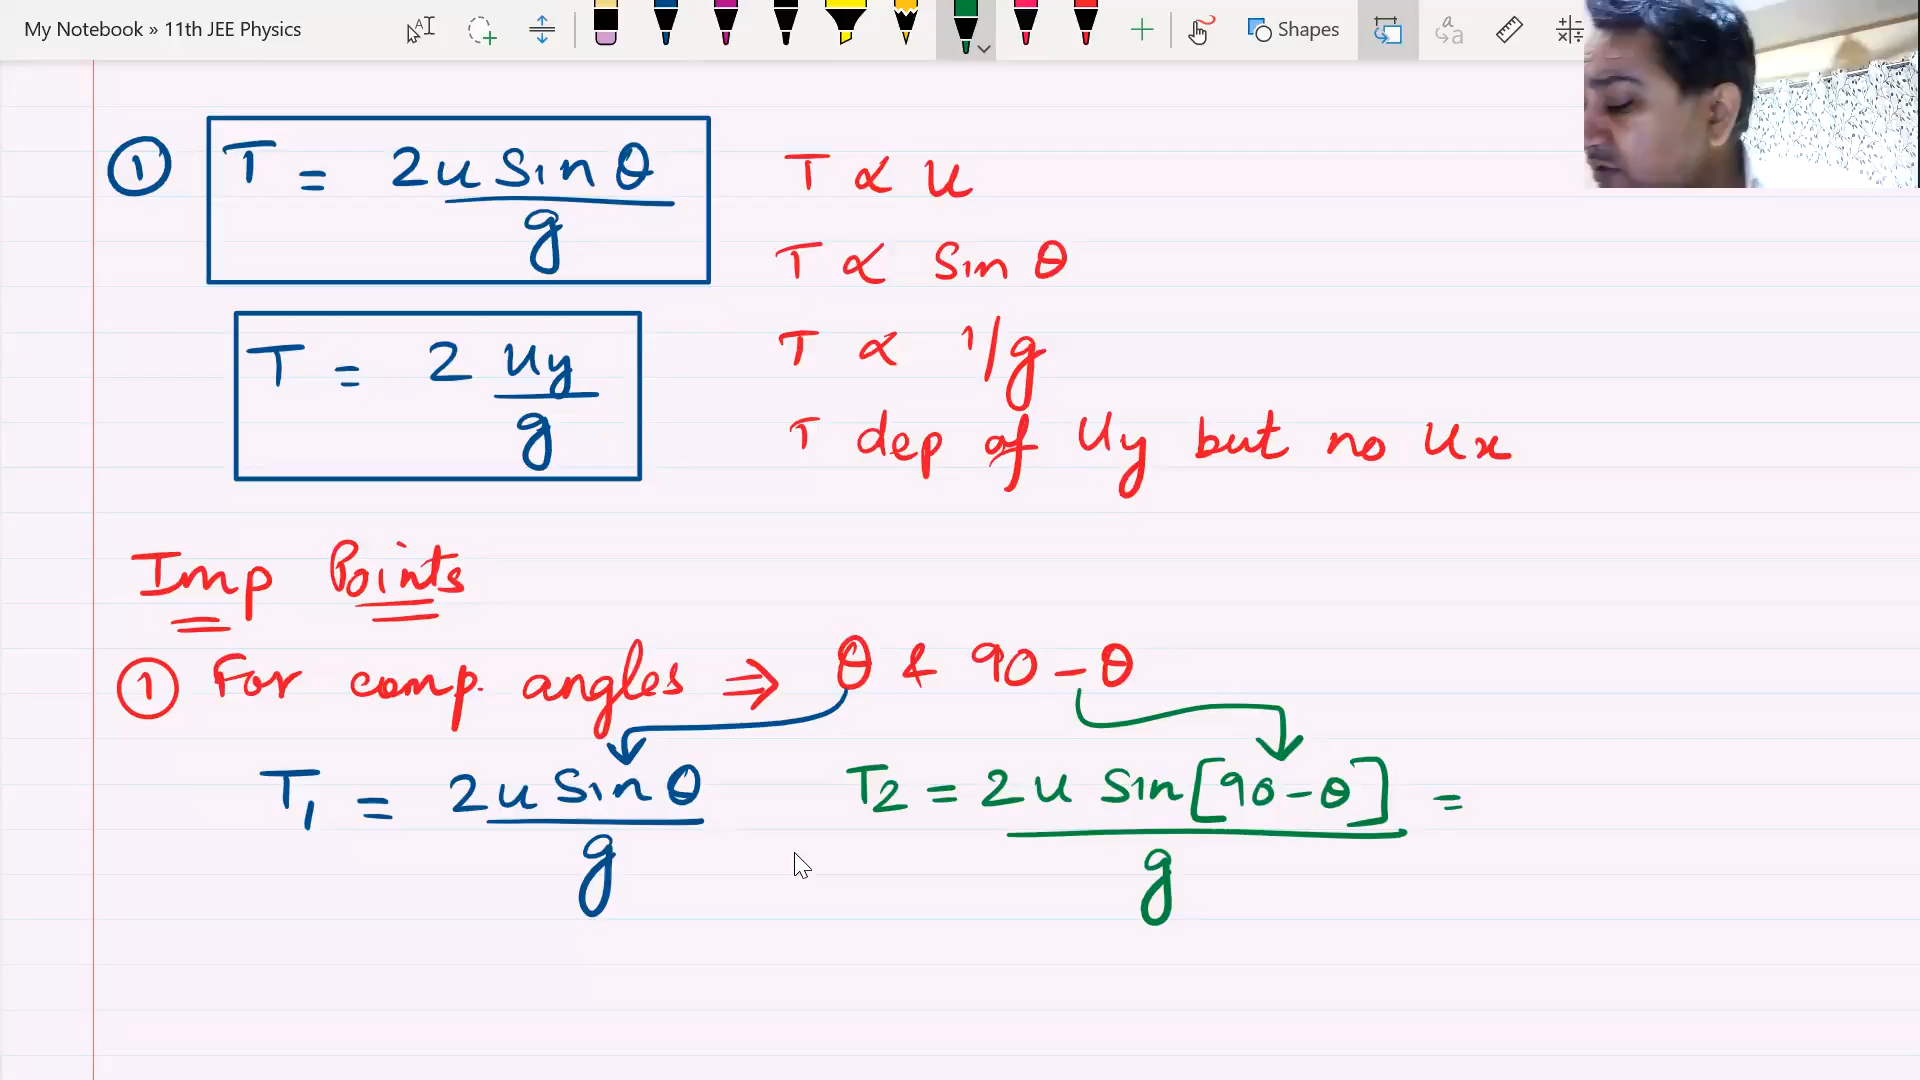 My Notebook » 11th JEE Physics
Shapes
① T = 2u sin θ / g
T ∝ u
T ∝ sin θ
T = 2 uy / g
T ∝ 1/g
T dep of uy but no ux
Imp Points
① For comp. angles ⇒ θ & 90 - θ
T1 = 2u sin θ / g T2 = 2u sin[90-θ] / g =